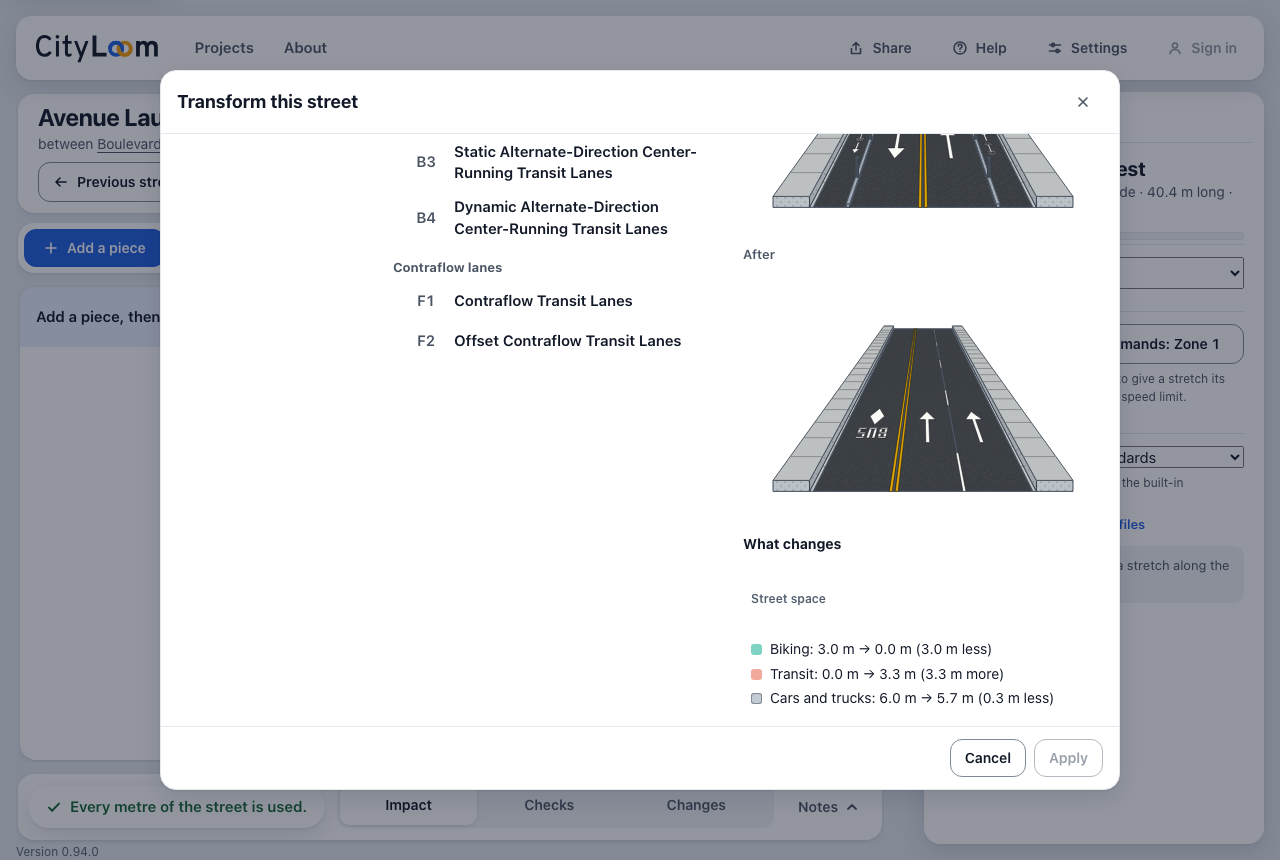 CityLoom
Projects
About
Share
Help
Settings
Sign in
Avenue Lau
between Boulevard
Previous stre
Add a piece
Add a piece, then
Transform this street
B3 Static Alternate-Direction Center-
Running Transit Lanes
B4 Dynamic Alternate-Direction
Center-Running Transit Lanes
Contraflow lanes
F1 Contraflow Transit Lanes
F2 Offset Contraflow Transit Lanes
After
BUS
What changes
Street space
Biking: 3.0 m → 0.0 m (3.0 m less)
Transit: 0.0 m → 3.3 m (3.3 m more)
Cars and trucks: 6.0 m → 5.7 m (0.3 m less)
Cancel
Apply
est
de · 40.4 m long ·
mands: Zone 1
o give a stretch its
speed limit.
dards
the built-in
files
a stretch along the
Every metre of the street is used.
Impact
Checks
Changes
Notes
Version 0.94.0